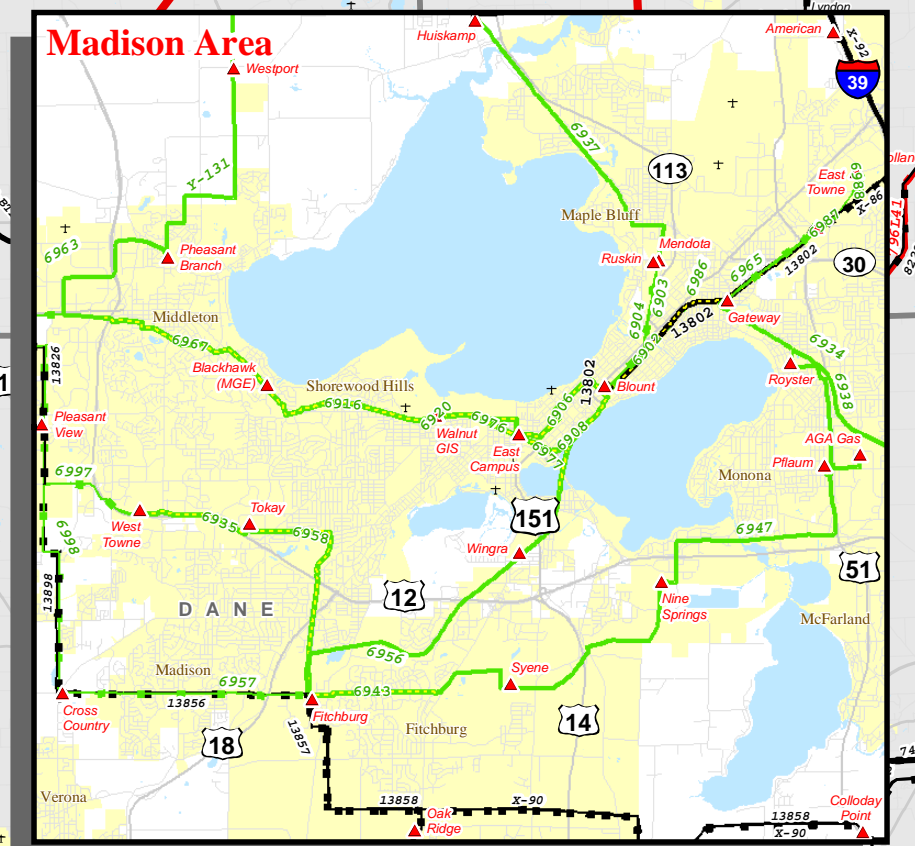 Lyndon
Madison Area
Huiskamp
American
X-92
39
Westport
6937
Y-131
113
East
Towne
6988
X-86
6987
796L41
6963
Maple Bluff
Pheasant
Branch
Ruskin
Mendota
6986
6965
13802
30
6903
6904
13802
Gateway
Middleton
6967
6902
6934
13826
Blackhawk
(MGE)
Shorewood Hills
13802
Blount
Royster
6938
6916
6920
6976
6906
6908
6977
Pleasant
View
Walnut
GIS
East
Campus
AGA Gas
Pflaum
Monona
6997
West
Towne
Tokay
6935
6958
151
6947
6998
Wingra
51
13898
12
Nine
Springs
DANE
McFarland
6956
Madison
6957
Syene
6943
13856
Cross
Country
Fitchburg
13857
18
Fitchburg
14
Verona
13858
X-90
Oak
Ridge
Colloday
Point
13858
X-90